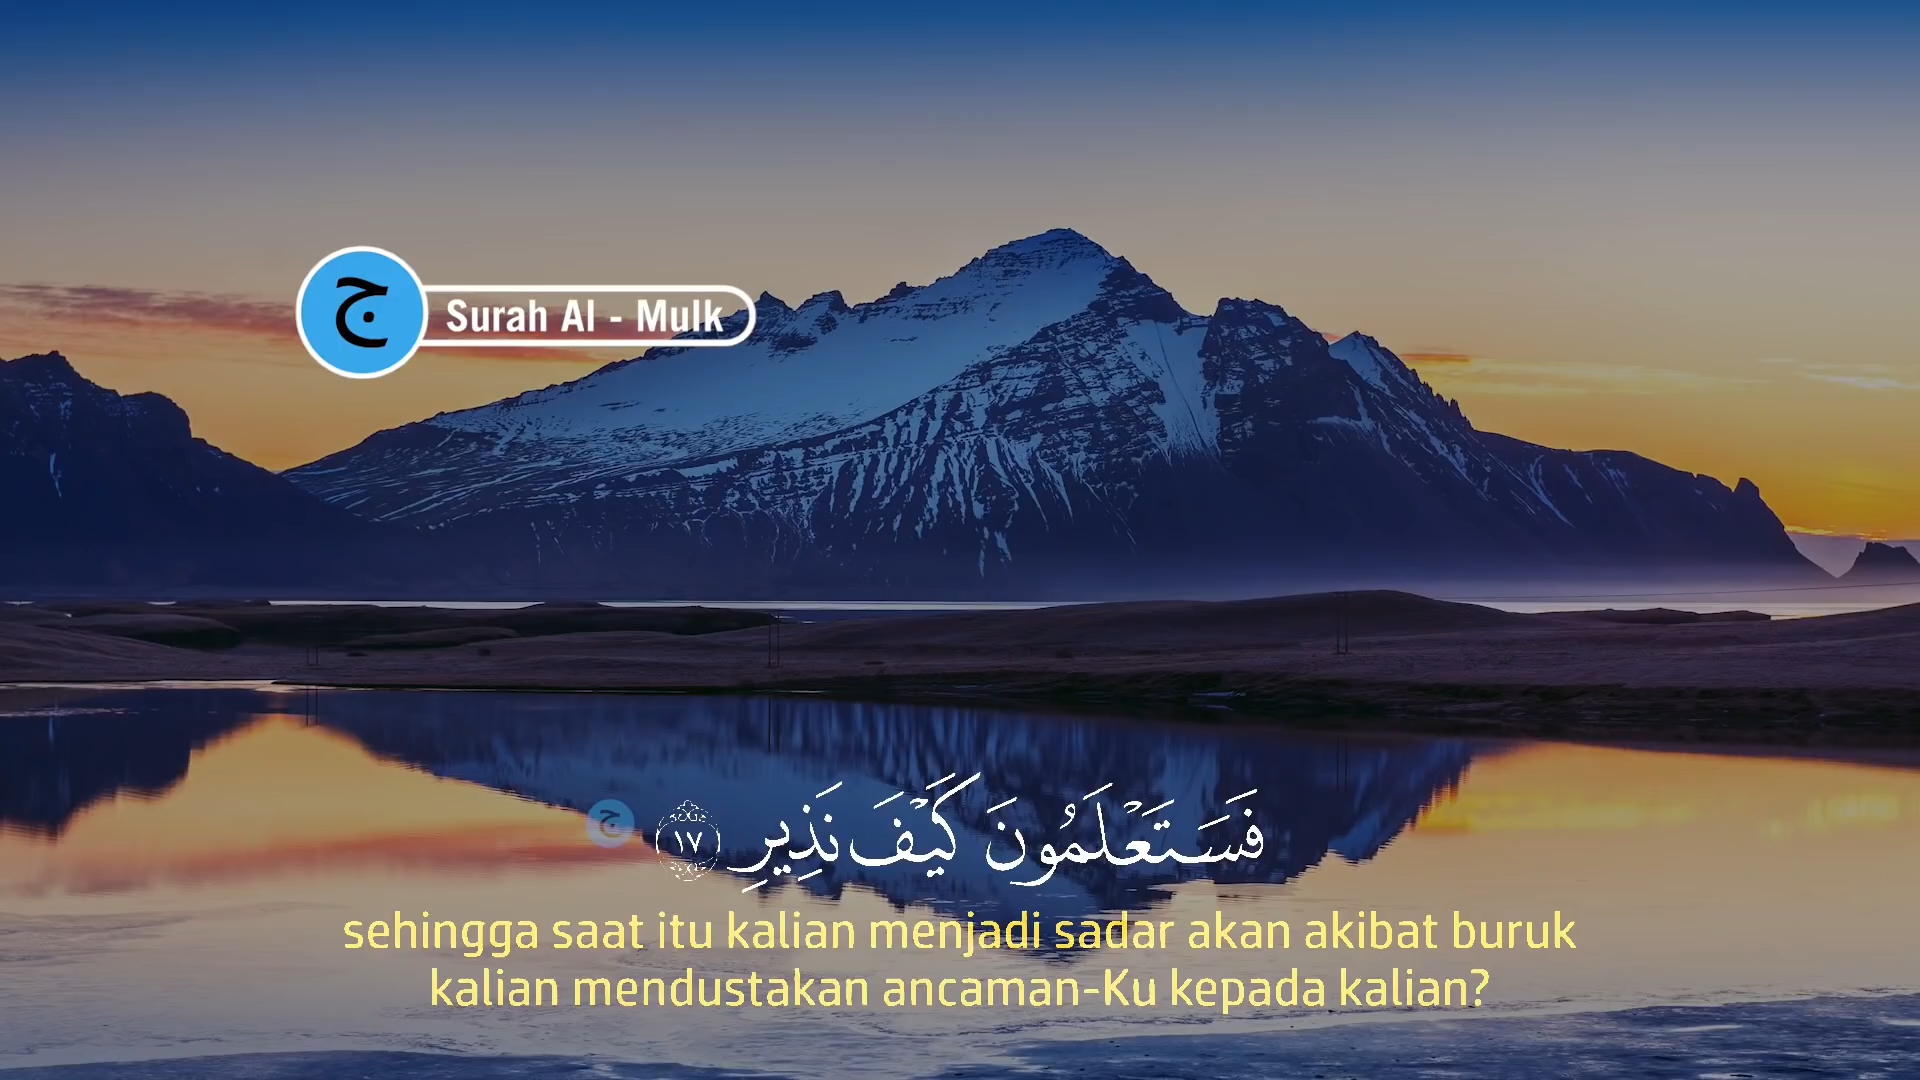 ج
Surah Al - Mulk
فَسَتَعْلَمُونَ كَيْفَ نَذِيرِ ١٧
ج
sehingga saat itu kalian menjadi sadar akan akibat buruk
kalian mendustakan ancaman-Ku kepada kalian?